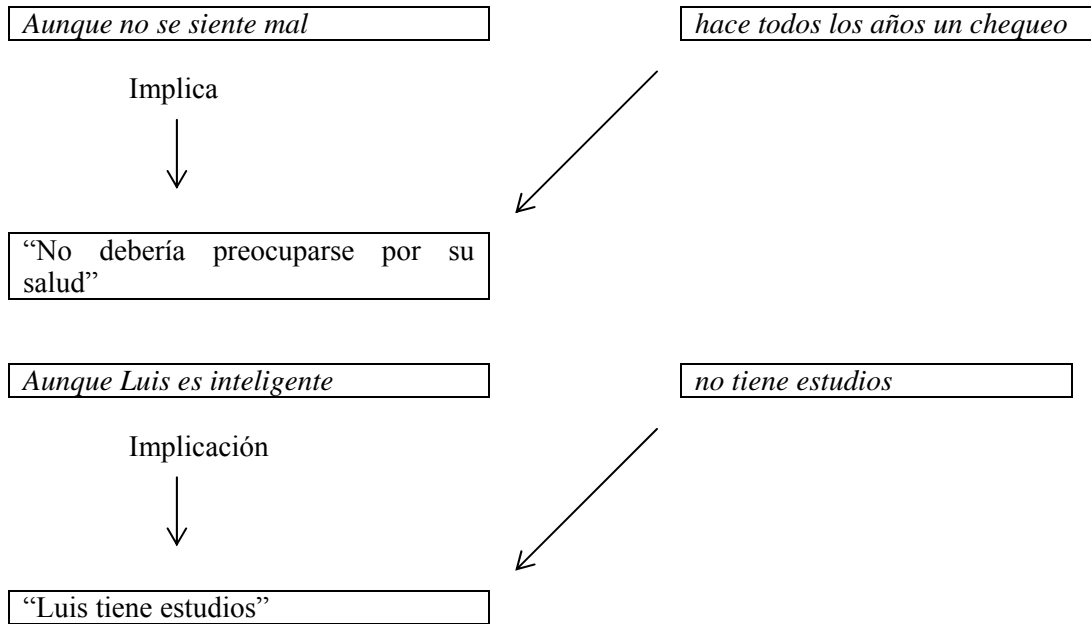 Aunque no se siente mal
hace todos los años un chequeo
Implica
“No debería preocuparse por su
salud”
Aunque Luis es inteligente
no tiene estudios
Implicación
“Luis tiene estudios”